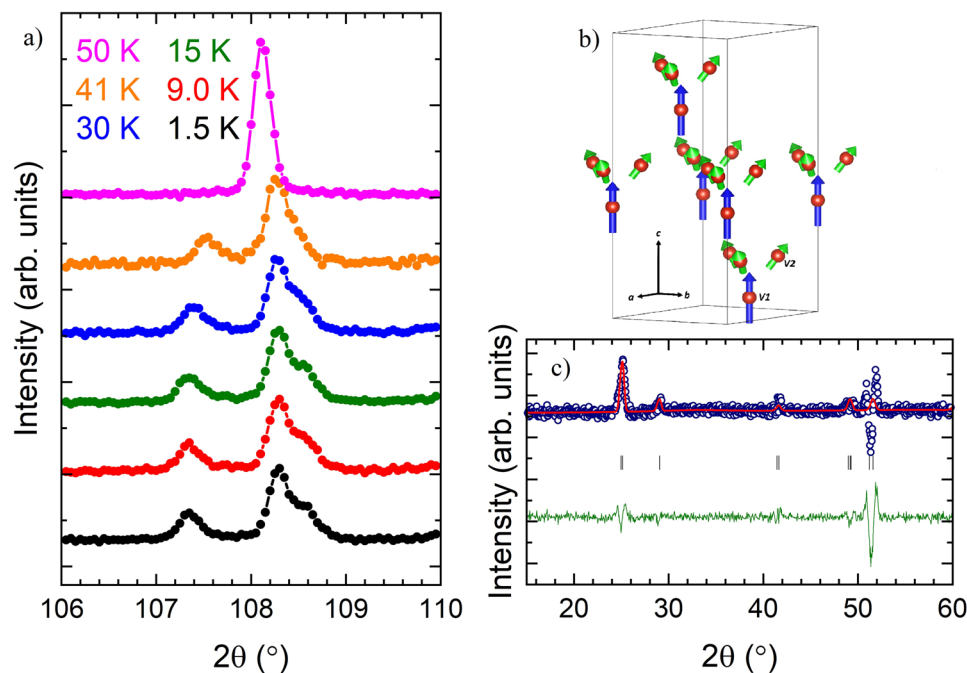 a)
50 K 15 K
41 K 9.0 K
30 K 1.5 K
Intensity (arb. units)
106 107 108 109 110
2θ (°)
b)
c
a
b
V2
V1
c)
Intensity (arb. units)
20 30 40 50 60
2θ (°)